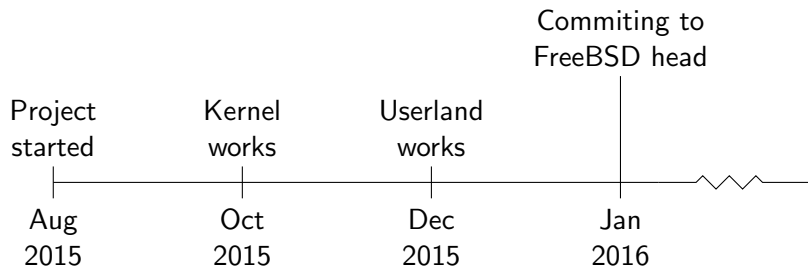 Commiting to
FreeBSD head
Project
started
Kernel
works
Userland
works
Aug
2015
Oct
2015
Dec
2015
Jan
2016